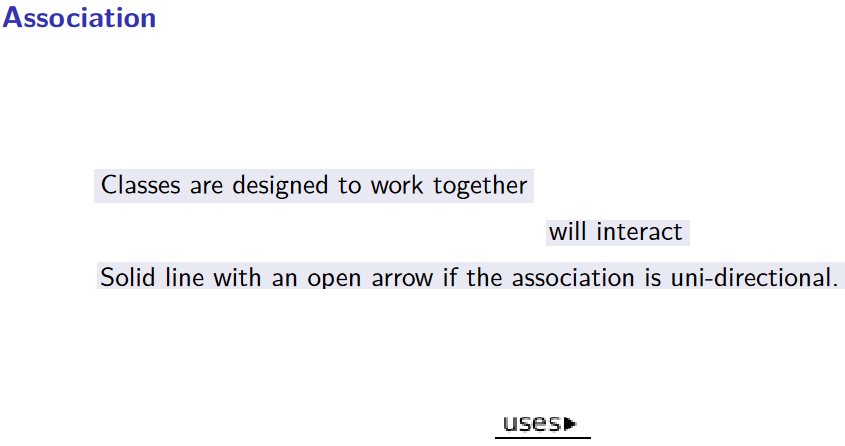 Association
Classes are designed to work together
will interact
Solid line with an open arrow if the association is uni-directional.
uses▶